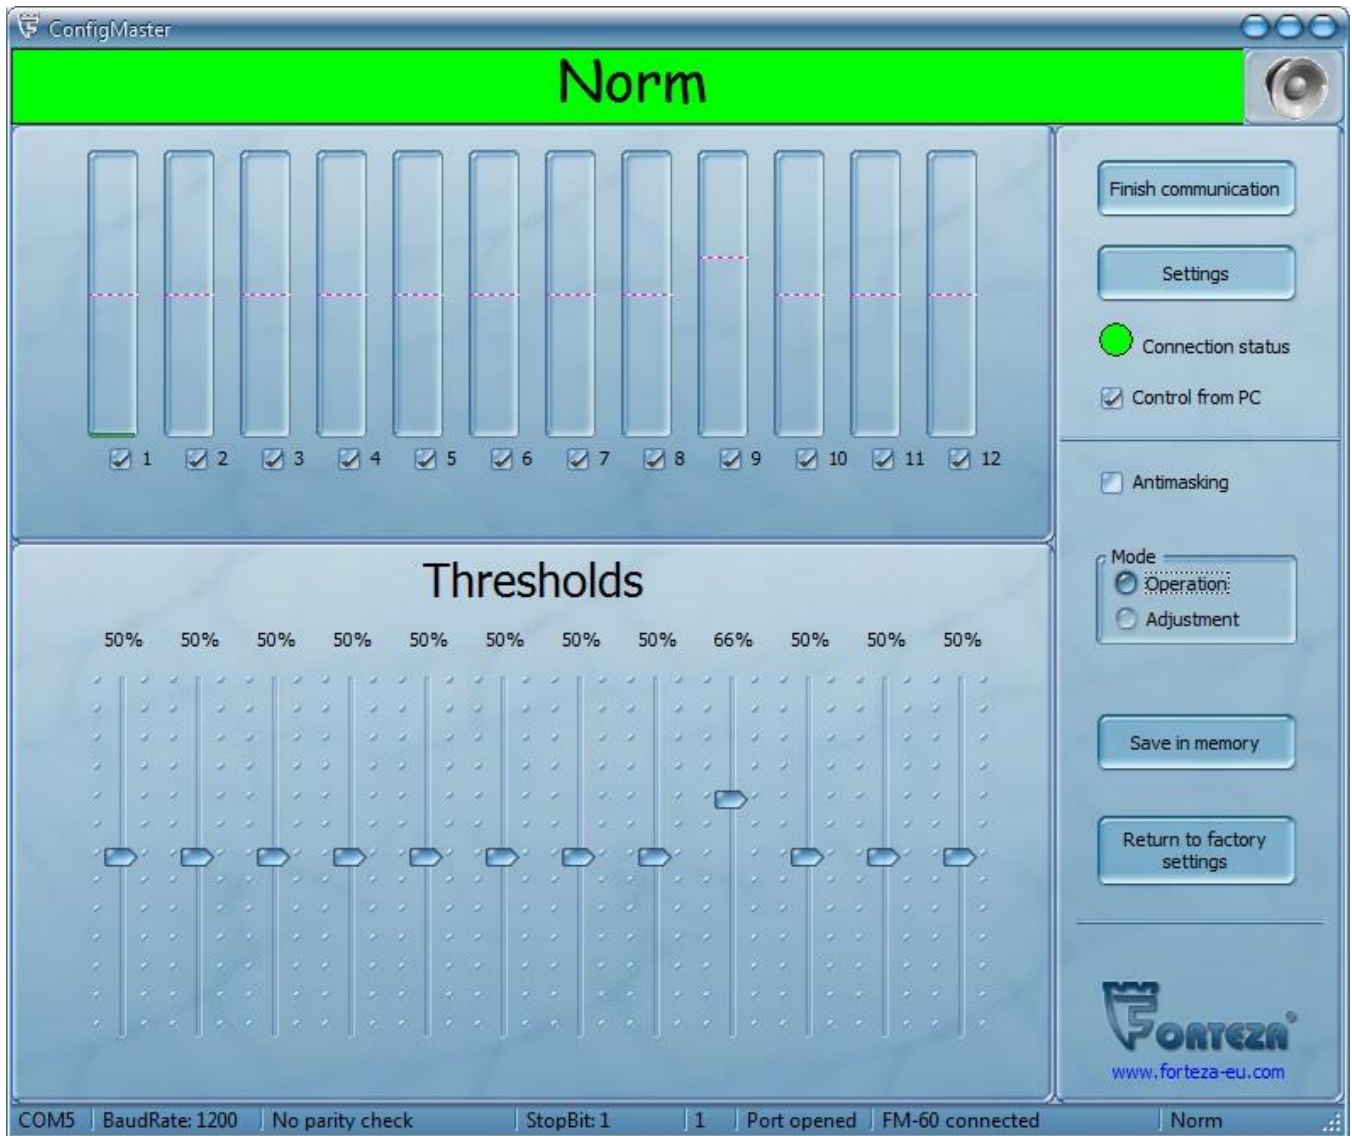 ConfigMaster
Norm
1 2 3 4 5 6 7 8 9 10 11 12
Thresholds
50% 50% 50% 50% 50% 50% 50% 50% 66% 50% 50% 50%
Finish communication
Settings
Connection status
Control from PC
Antimasking
Mode
Operation
Adjustment
Save in memory
Return to factory
settings
FORTEZA®
www.forteza-eu.com
COM5 BaudRate: 1200 No parity check StopBit: 1 1 Port opened FM-60 connected Norm